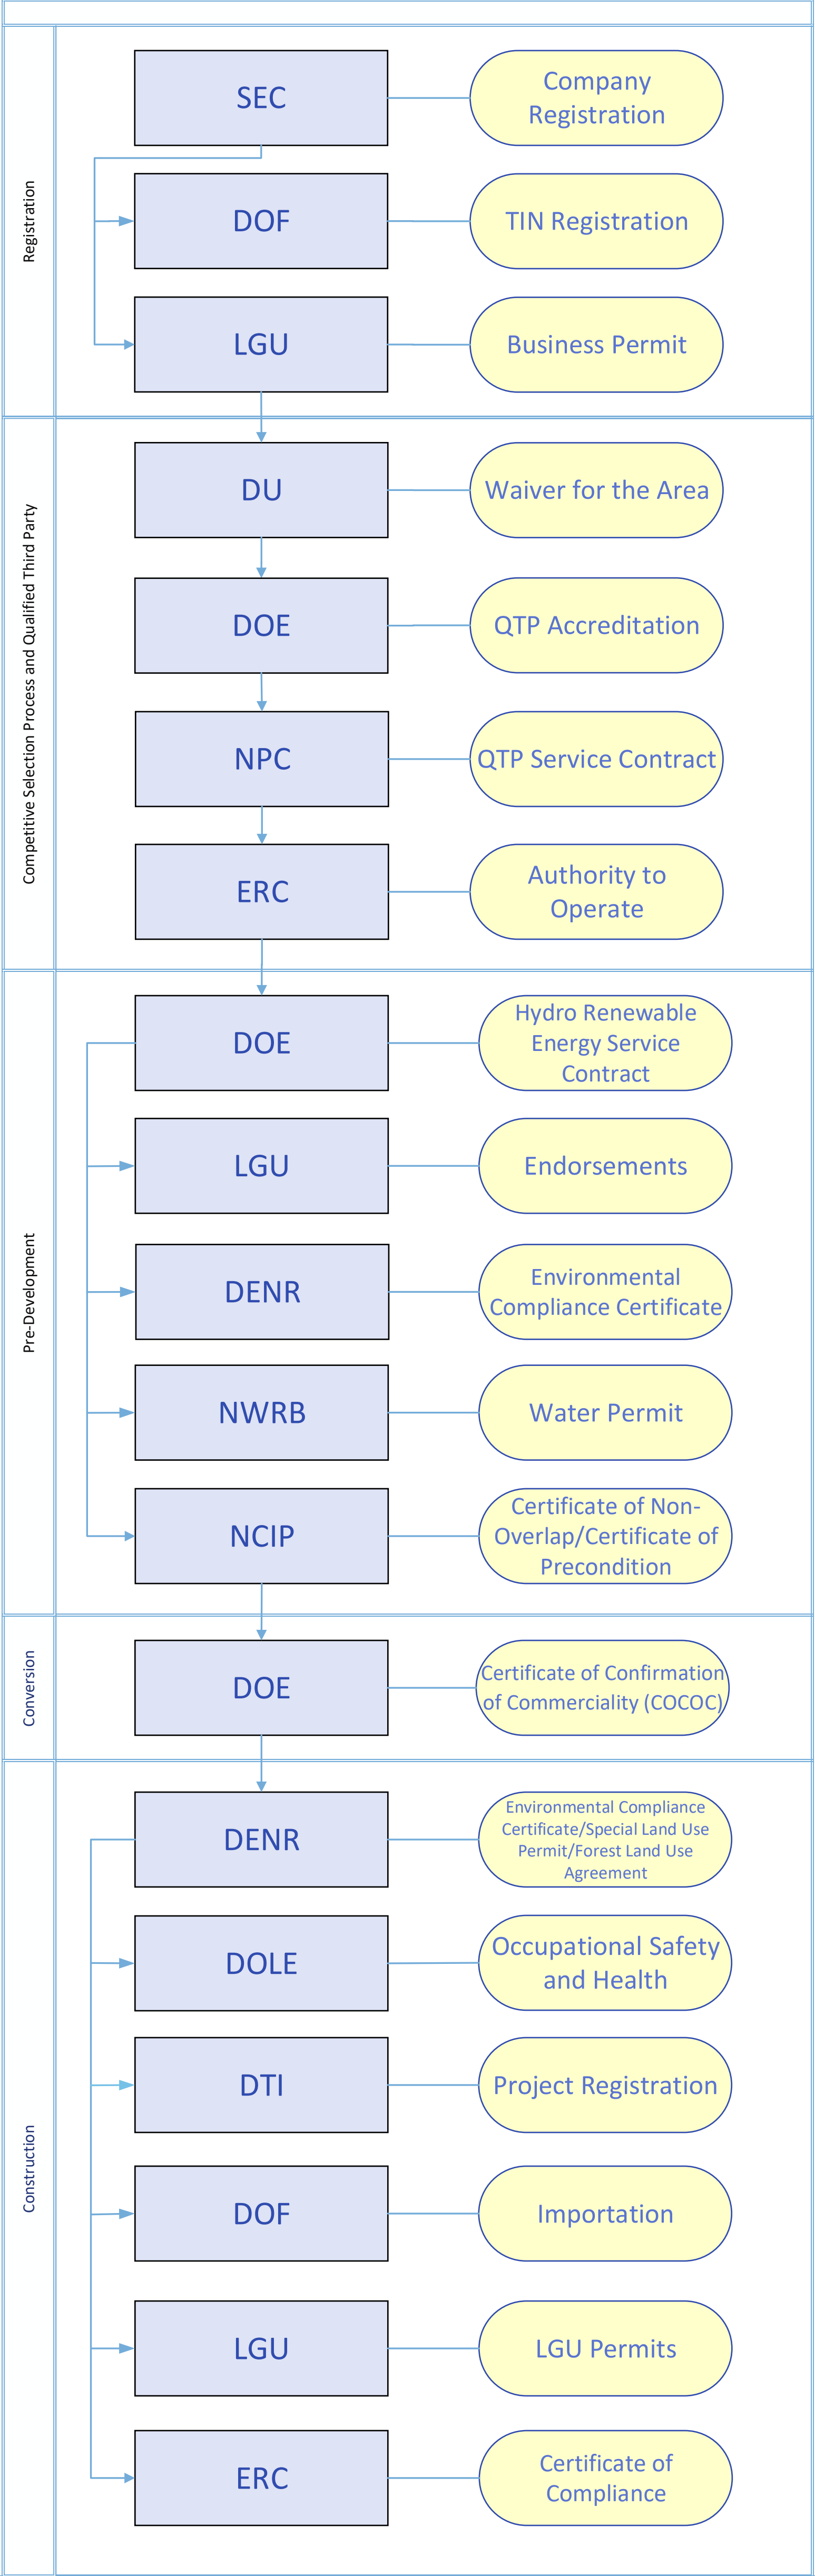 Registration
SEC
Company
Registration
DOF
TIN Registration
LGU
Business Permit
Competitive Selection Process and Qualified Third Party
DU
Waiver for the Area
DOE
QTP Accreditation
NPC
QTP Service Contract
ERC
Authority to
Operate
Pre-Development
DOE
Hydro Renewable
Energy Service
Contract
LGU
Endorsements
DENR
Environmental
Compliance Certificate
NWRB
Water Permit
NCIP
Certificate of Non-
Overlap/Certificate of
Precondition
Conversion
DOE
Certificate of Confirmation
of Commerciality (COCOC)
Construction
DENR
Environmental Compliance
Certificate/Special Land Use
Permit/Forest Land Use
Agreement
DOLE
Occupational Safety
and Health
DTI
Project Registration
DOF
Importation
LGU
LGU Permits
ERC
Certificate of
Compliance